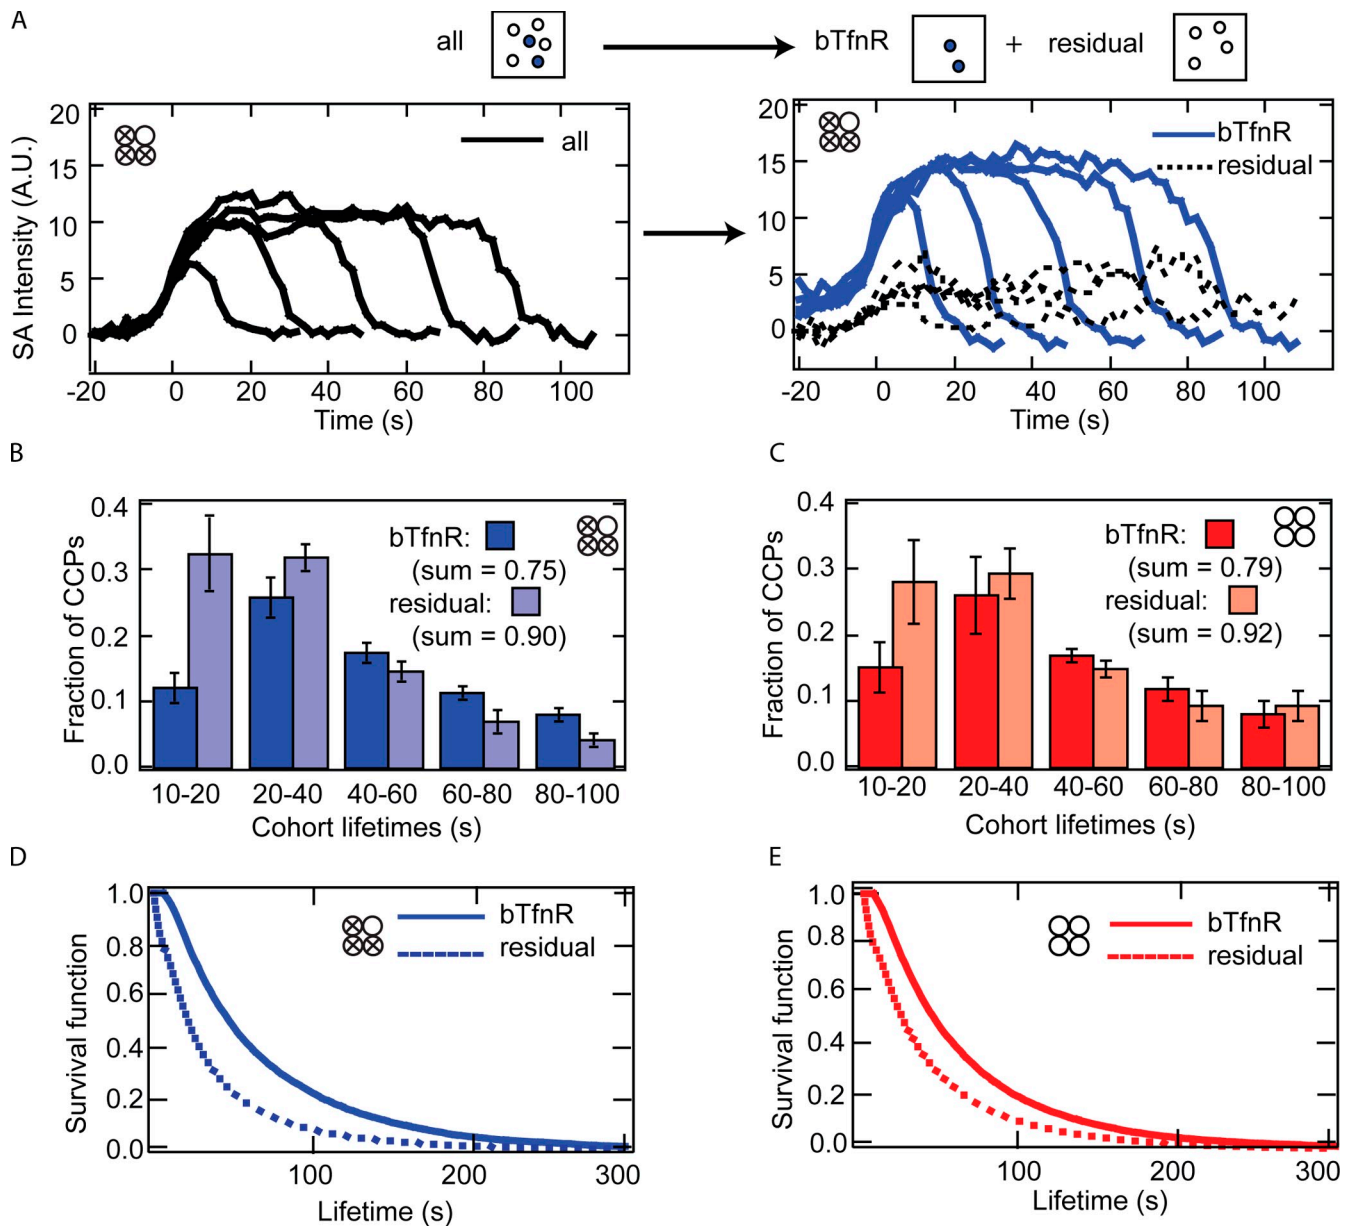 A
all
bTfnR + residual
20
15
10
5
0
SA Intensity (A.U.)
all
-20 0 20 40 60 80 100
Time (s)
20
15
10
5
0
bTfnR
residual
-20 0 20 40 60 80 100
Time (s)
B
0.4
0.3
0.2
0.1
0.0
Fraction of CCPs
bTfnR:
(sum = 0.75)
residual:
(sum = 0.90)
10-20 20-40 40-60 60-80 80-100
Cohort lifetimes (s)
C
0.4
0.3
0.2
0.1
0.0
Fraction of CCPs
bTfnR:
(sum = 0.79)
residual:
(sum = 0.92)
10-20 20-40 40-60 60-80 80-100
Cohort lifetimes (s)
D
1.0
0.8
0.6
0.4
0.2
0.0
Survival function
bTfnR
residual
100 200 300
Lifetime (s)
E
1.0
0.8
0.6
0.4
0.2
0.0
Survival function
bTfnR
residual
100 200 300
Lifetime (s)